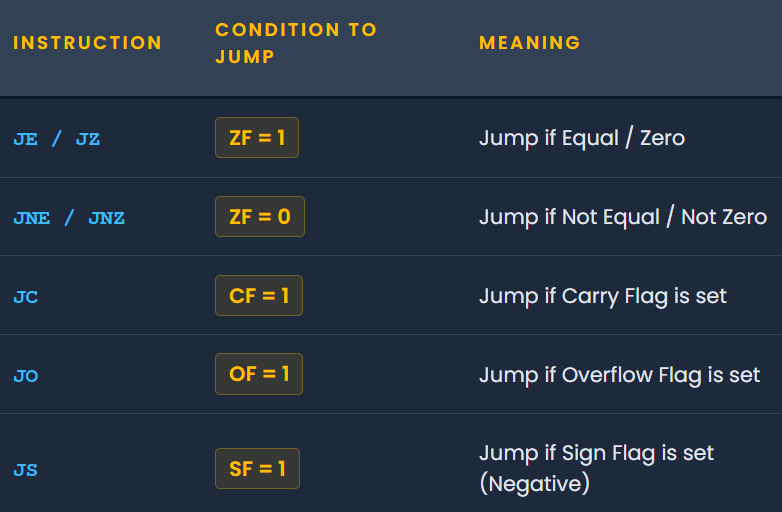 INSTRUCTION CONDITION TO JUMP MEANING
JE / JZ ZF = 1 Jump if Equal / Zero
JNE / JNZ ZF = 0 Jump if Not Equal / Not Zero
JC CF = 1 Jump if Carry Flag is set
JO OF = 1 Jump if Overflow Flag is set
JS SF = 1 Jump if Sign Flag is set
(Negative)